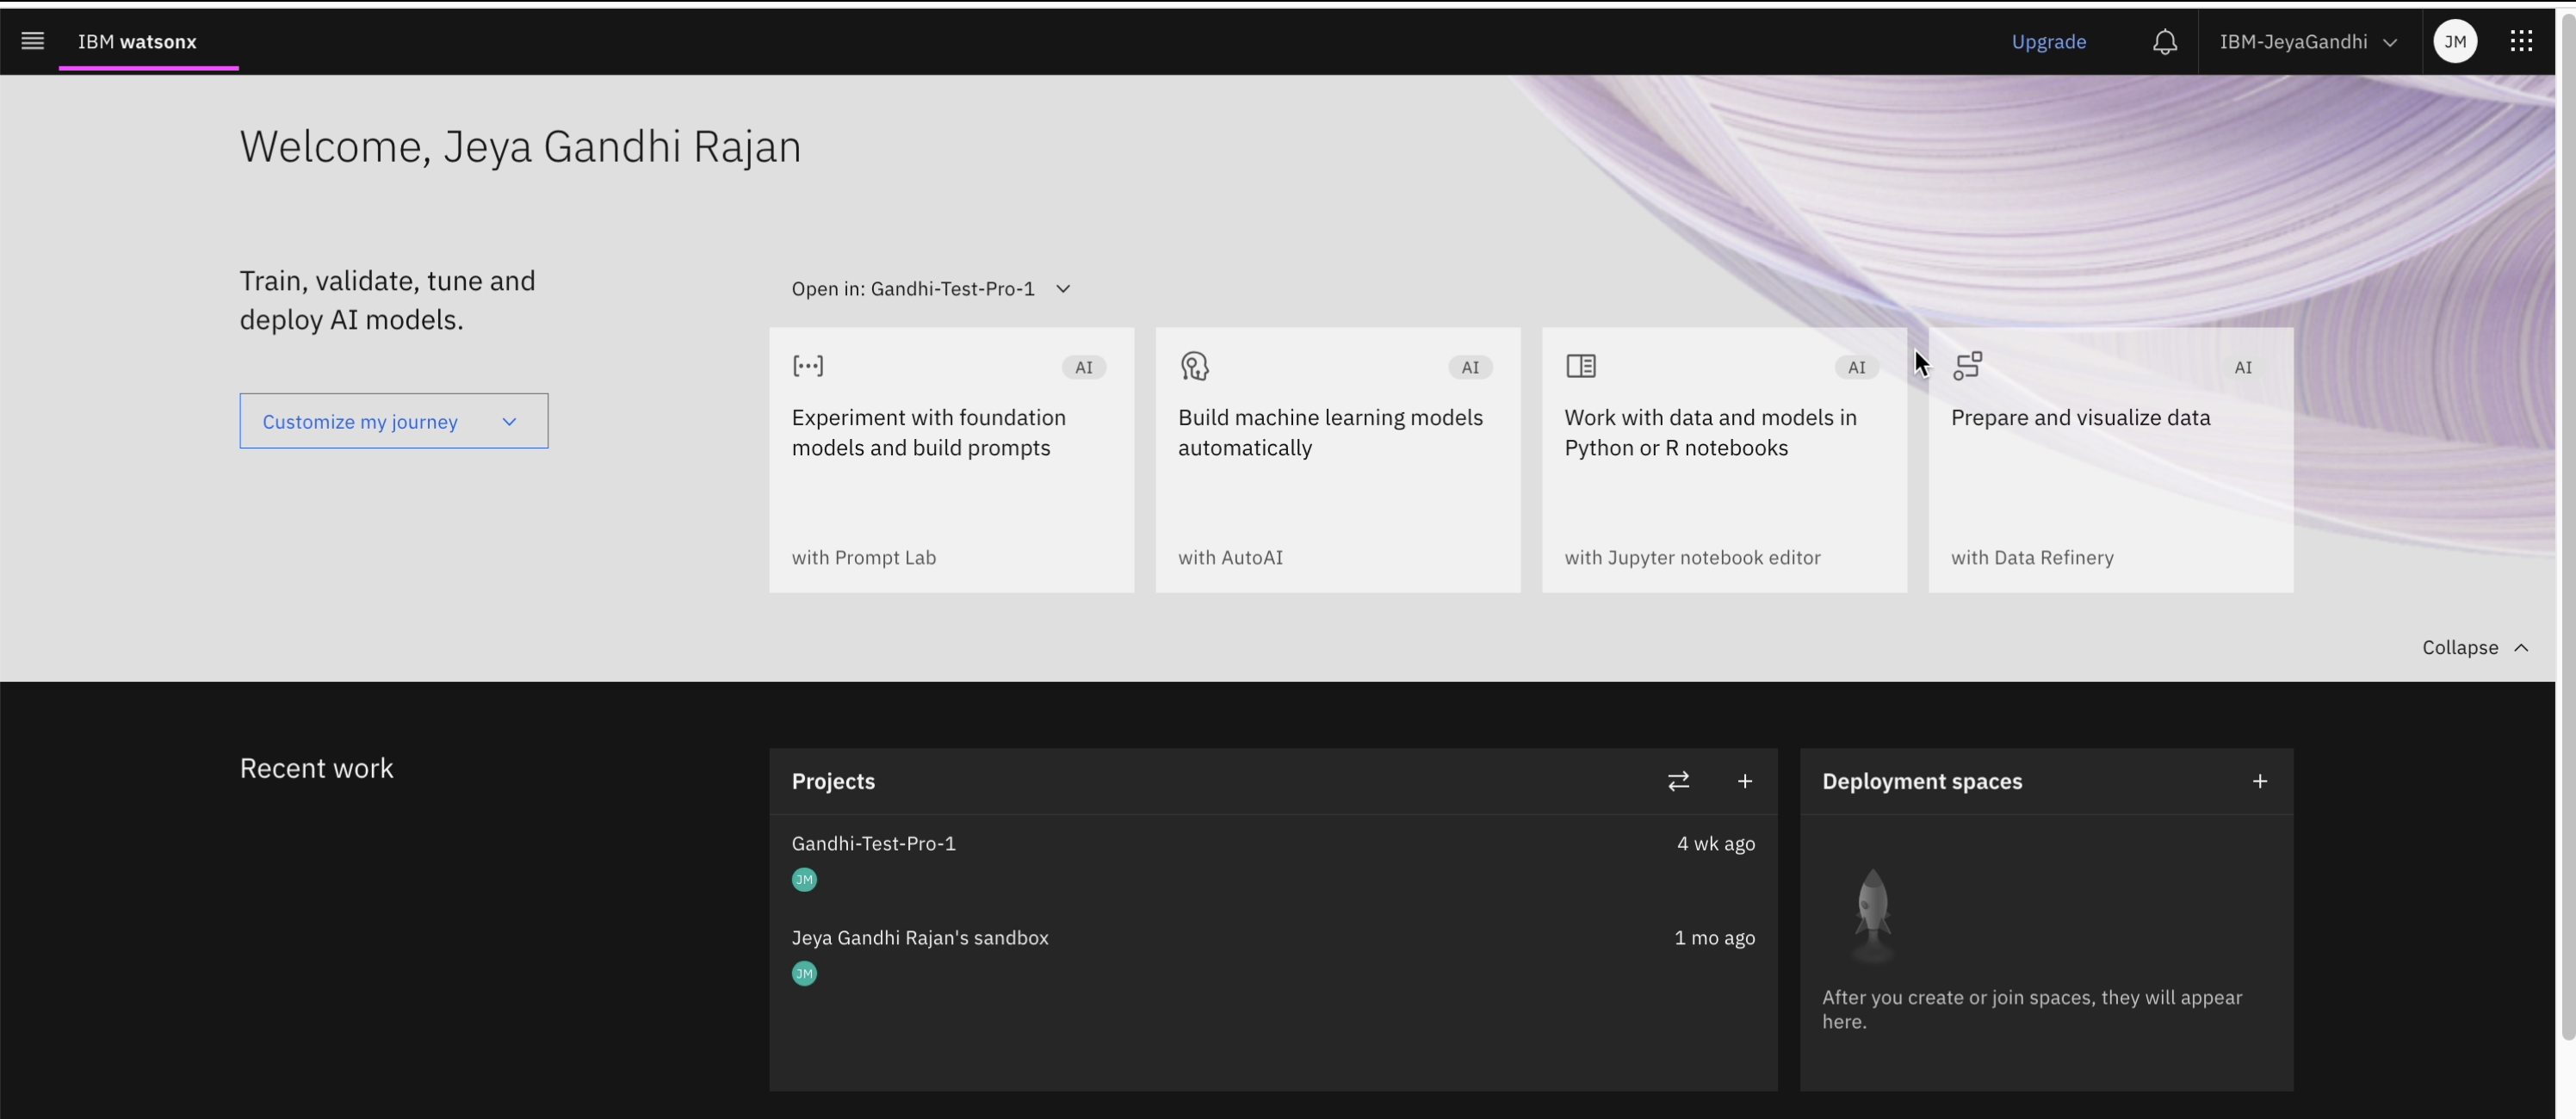 IBM watsonx
Upgrade
IBM-JeyaGandhi
JM
Welcome, Jeya Gandhi Rajan
Train, validate, tune and
deploy AI models.
Customize my journey
Open in: Gandhi-Test-Pro-1
AI
Experiment with foundation
models and build prompts
with Prompt Lab
AI
Build machine learning models
automatically
with AutoAI
AI
Work with data and models in
Python or R notebooks
with Jupyter notebook editor
AI
Prepare and visualize data
with Data Refinery
Collapse
Recent work
Projects
Gandhi-Test-Pro-1
4 wk ago
JM
Jeya Gandhi Rajan's sandbox
1 mo ago
JM
Deployment spaces
After you create or join spaces, they will appear
here.